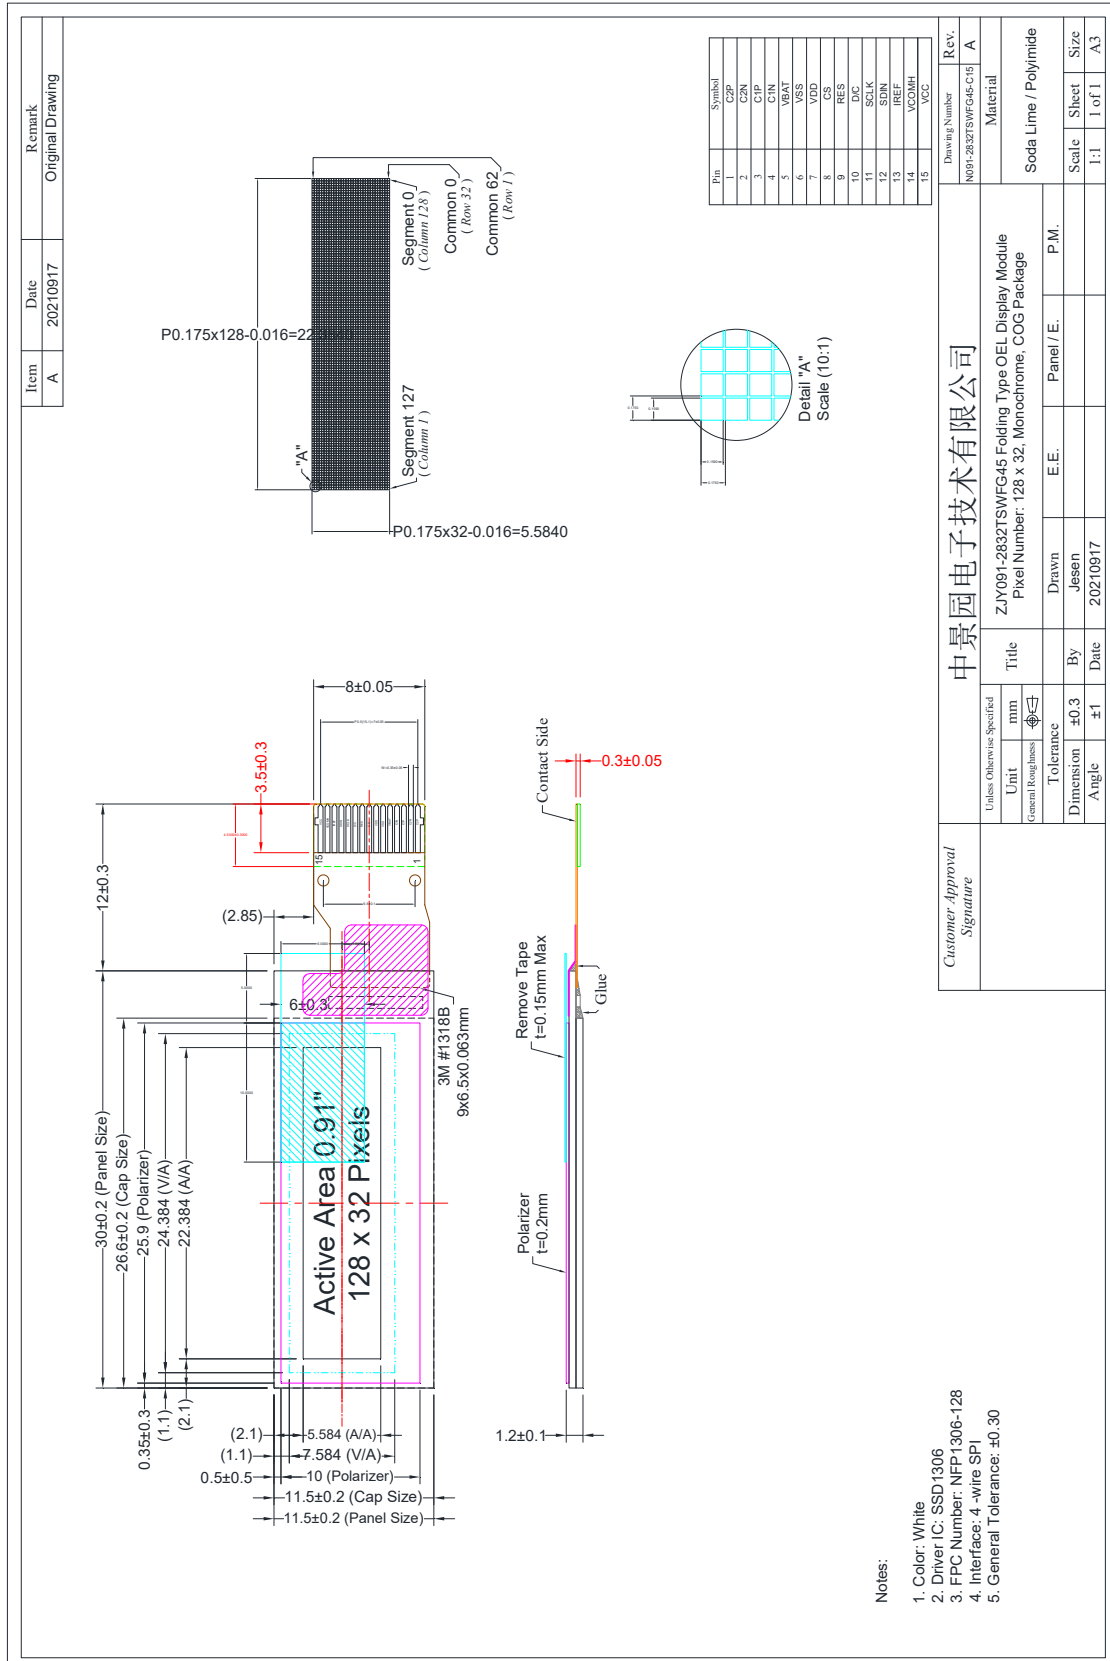 Item Date Remark
A 20210917 Original Drawing
30±0.2 (Panel Size)
26.6±0.2 (Cap Size)
25.9 (Polarizer)
24.384 (V/A)
22.384 (A/A)
0.35±0.3
(1.1)
(2.1)
12±0.3
(2.85)
3.5±0.3
8±0.05
15
1
6±0.3
Active Area 0.91"
128 x 32 Pixels
3M #1318B
9x6.5x0.063mm
(2.1)
5.584 (A/A)
(1.1)
7.584 (V/A)
0.5±0.5
10 (Polarizer)
11.5±0.2 (Cap Size)
11.5±0.2 (Panel Size)
Polarizer
t=0.2mm
Remove Tape
t=0.15mm Max
Glue
Contact Side
0.3±0.05
1.2±0.1
P0.175x128-0.016=22.3840
"A"
P0.175x32-0.016=5.5840
Segment 127
( Column 1 )
Segment 0
( Column 128 )
Common 0
( Row 32 )
Common 62
( Row 1 )
Detail "A"
Scale (10:1)
Pin Symbol
1 C2P
2 C2N
3 C1P
4 C1N
5 VBAT
6 VSS
7 VDD
8 CS
9 RES
10 D/C
11 SCLK
12 SDIN
13 IREF
14 VCOMH
15 VCC
Notes:
1. Color: White
2. Driver IC: SSD1306
3. FPC Number: NFP1306-128
4. Interface: 4 -wire SPI
5. General Tolerance: ±0.30
Customer Approval
Signature
中景园电子技术有限公司
Drawing Number Rev.
N091-2832TSWFG45-C15 A
Unless Otherwise Specified
Unit mm
General Roughness
Tolerance
Dimension ±0.3
Angle ±1
Title
ZJY091-2832TSWFG45 Folding Type OEL Display Module
Pixel Number: 128 x 32, Monochrome, COG Package
Material
Soda Lime / Polyimide
Drawn E.E. Panel / E. P.M.
By Jesen
Date 20210917
Scale Sheet Size
1:1 1 of 1 A3